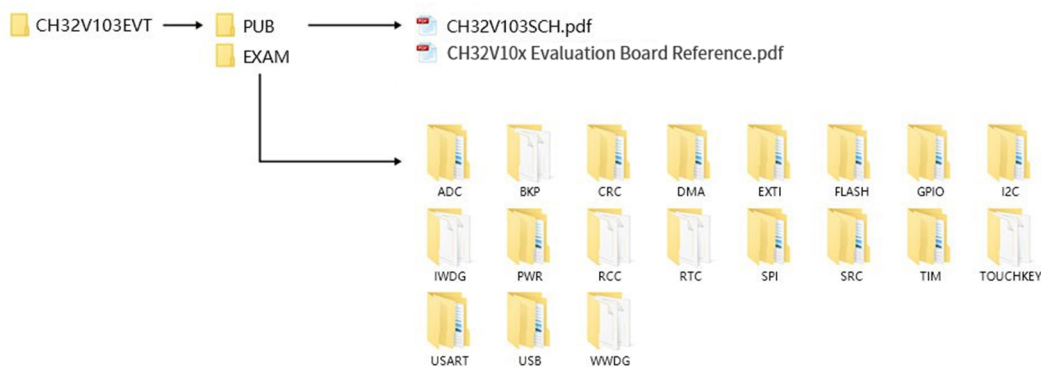 CH32V103EVT
PUB
CH32V103SCH.pdf
EXAM
CH32V10x Evaluation Board Reference.pdf
ADC
BKP
CRC
DMA
EXTI
FLASH
GPIO
I2C
IWDG
PWR
RCC
RTC
SPI
SRC
TIM
TOUCHKEY
USART
USB
WWDG